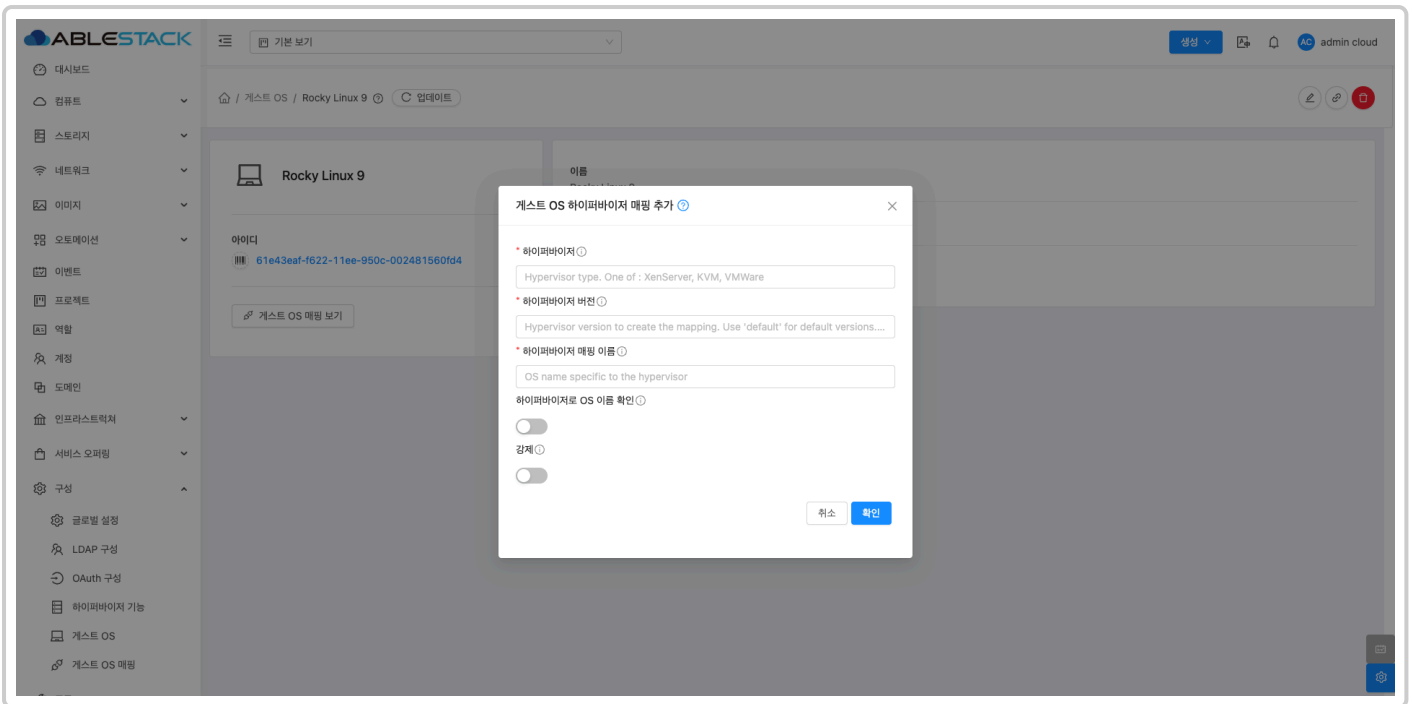 ABLESTACK
기본 보기
생성
AC
admin cloud
대시보드
컴퓨트
스토리지
네트워크
이미지
오토메이션
이벤트
프로젝트
역할
계정
도메인
인프라스트럭쳐
서비스 오퍼링
구성
글로벌 설정
LDAP 구성
OAuth 구성
하이퍼바이저 기능
게스트 OS
게스트 OS 매핑
/ 게스트 OS / Rocky Linux 9
업데이트
Rocky Linux 9
아이디
61e43eaf-f622-11ee-950c-002481560fd4
게스트 OS 매핑 보기
이름
게스트 OS 하이퍼바이저 매핑 추가
* 하이퍼바이저
Hypervisor type. One of : XenServer, KVM, VMWare
* 하이퍼바이저 버전
Hypervisor version to create the mapping. Use 'default' for default versions....
* 하이퍼바이저 매핑 이름
OS name specific to the hypervisor
하이퍼바이저로 OS 이름 확인
강제
취소
확인